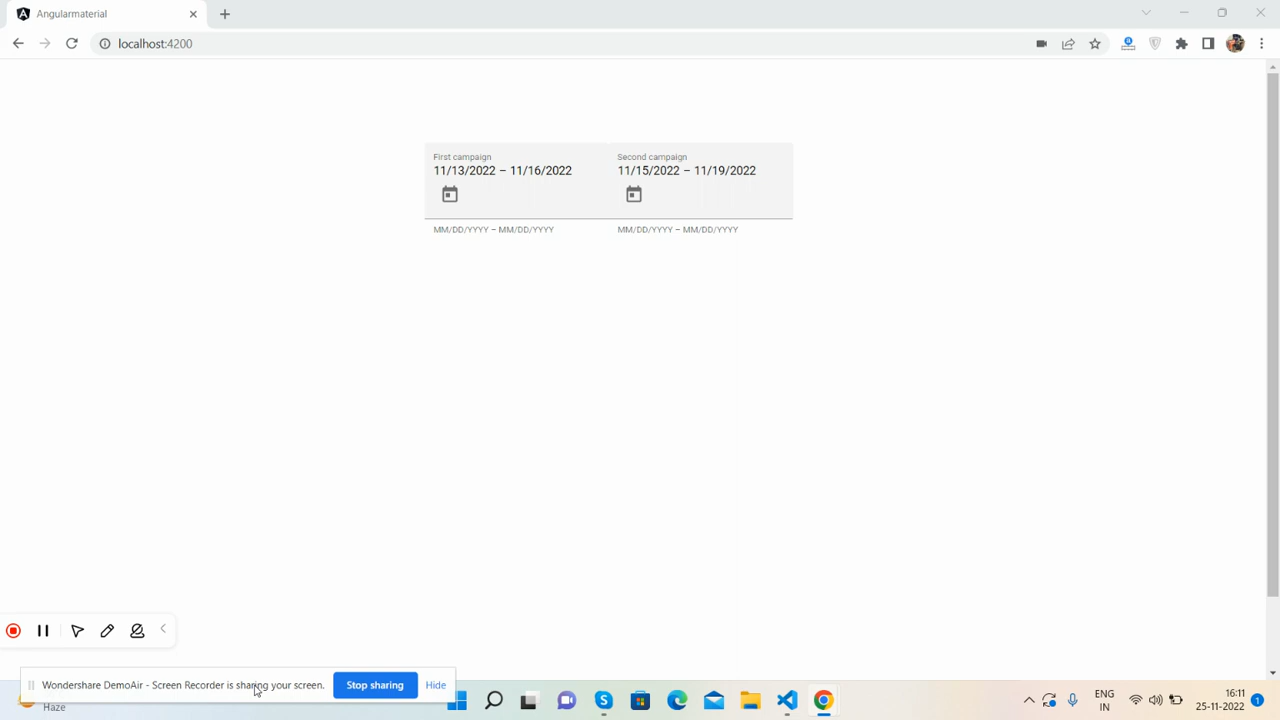 Angularmaterial
localhost:4200
First campaign
11/13/2022 – 11/16/2022
MM/DD/YYYY – MM/DD/YYYY
Second campaign
11/15/2022 – 11/19/2022
MM/DD/YYYY – MM/DD/YYYY
Wondershare DemoAir - Screen Recorder is sharing your screen.
Stop sharing
Hide
Haze
ENG
IN
16:11
25-11-2022
1